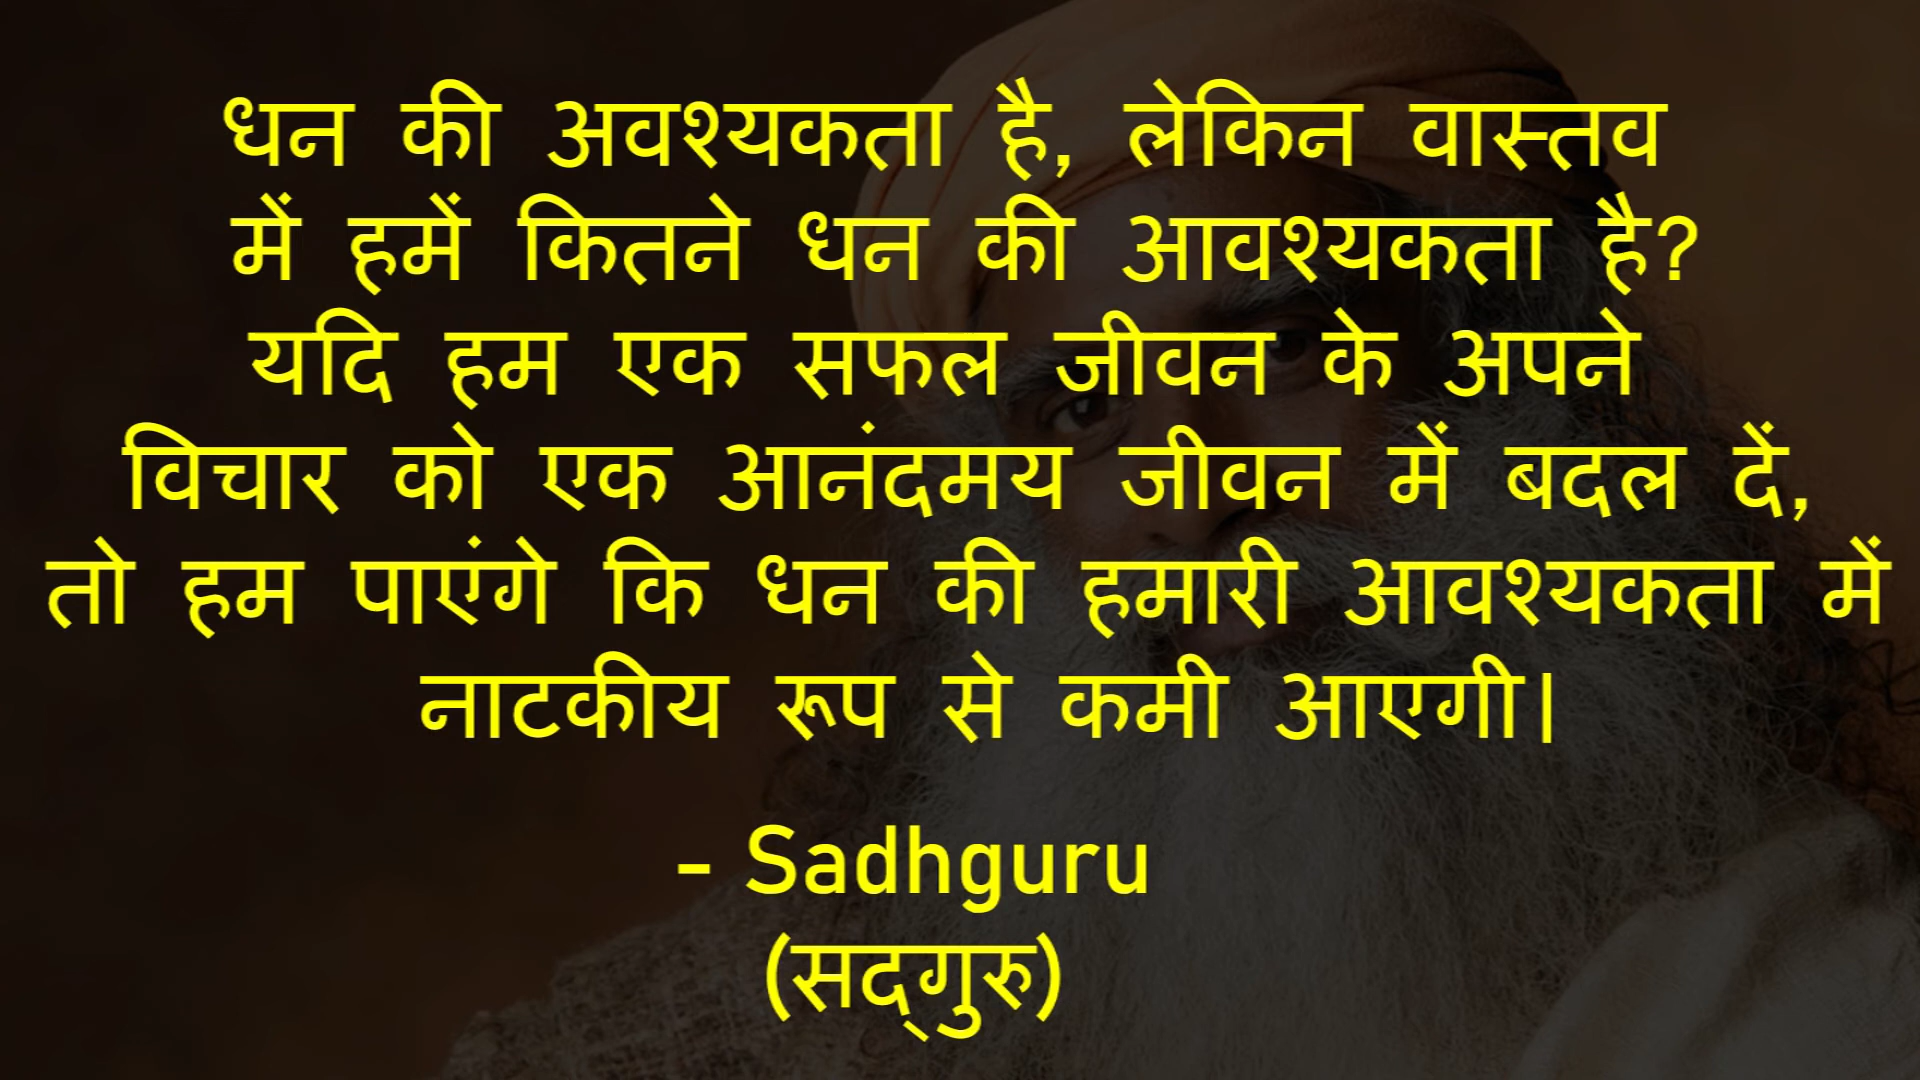 धन की अवश्यकता है, लेकिन वास्तव
में हमें कितने धन की आवश्यकता है?
यदि हम एक सफल जीवन के अपने
विचार को एक आनंदमय जीवन में बदल दें,
तो हम पाएंगे कि धन की हमारी आवश्यकता में
नाटकीय रूप से कमी आएगी|
- Sadhguru
(सद्‌गुरु)